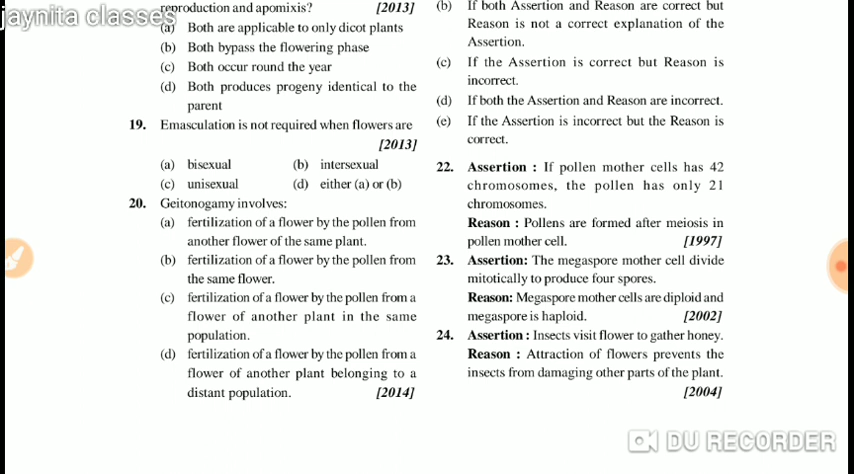 jaynita classes
reproduction and apomixis? [2013]
(a) Both are applicable to only dicot plants
(b) Both bypass the flowering phase
(c) Both occur round the year
(d) Both produces progeny identical to the
parent
19. Emasculation is not required when flowers are
[2013]
(a) bisexual (b) intersexual
(c) unisexual (d) either (a) or (b)
20. Geitonogamy involves:
(a) fertilization of a flower by the pollen from
another flower of the same plant.
(b) fertilization of a flower by the pollen from
the same flower.
(c) fertilization of a flower by the pollen from a
flower of another plant in the same
population.
(d) fertilization of a flower by the pollen from a
flower of another plant belonging to a
distant population. [2014]
(b) If both Assertion and Reason are correct but
Reason is not a correct explanation of the
Assertion.
(c) If the Assertion is correct but Reason is
incorrect.
(d) If both the Assertion and Reason are incorrect.
(e) If the Assertion is incorrect but the Reason is
correct.
22. Assertion : If pollen mother cells has 42
chromosomes, the pollen has only 21
chromosomes.
Reason : Pollens are formed after meiosis in
pollen mother cell. [1997]
23. Assertion: The megaspore mother cell divide
mitotically to produce four spores.
Reason: Megaspore mother cells are diploid and
megaspore is haploid. [2002]
24. Assertion : Insects visit flower to gather honey.
Reason : Attraction of flowers prevents the
insects from damaging other parts of the plant.
[2004]
DU RECORDER